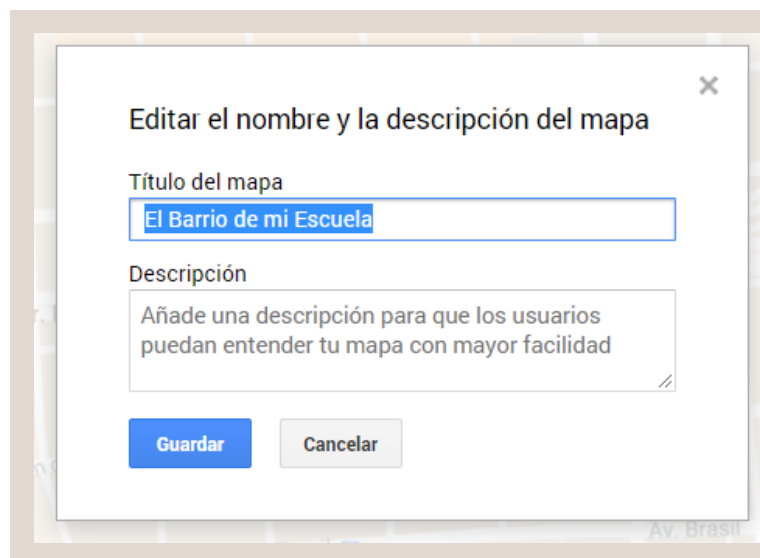 Editar el nombre y la descripción del mapa
Título del mapa
El Barrio de mi Escuela
Descripción
Añade una descripción para que los usuarios
puedan entender tu mapa con mayor facilidad
Guardar
Cancelar
Av. Brasil